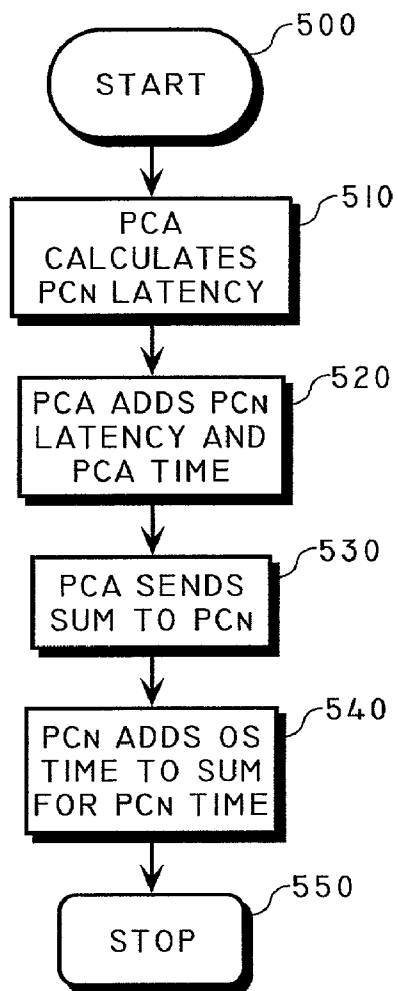 500
START
510
PCA
CALCULATES
PCN LATENCY
520
PCA ADDS PCN
LATENCY AND
PCA TIME
530
PCA SENDS
SUM TO PCN
540
PCN ADDS OS
TIME TO SUM
FOR PCN TIME
550
STOP